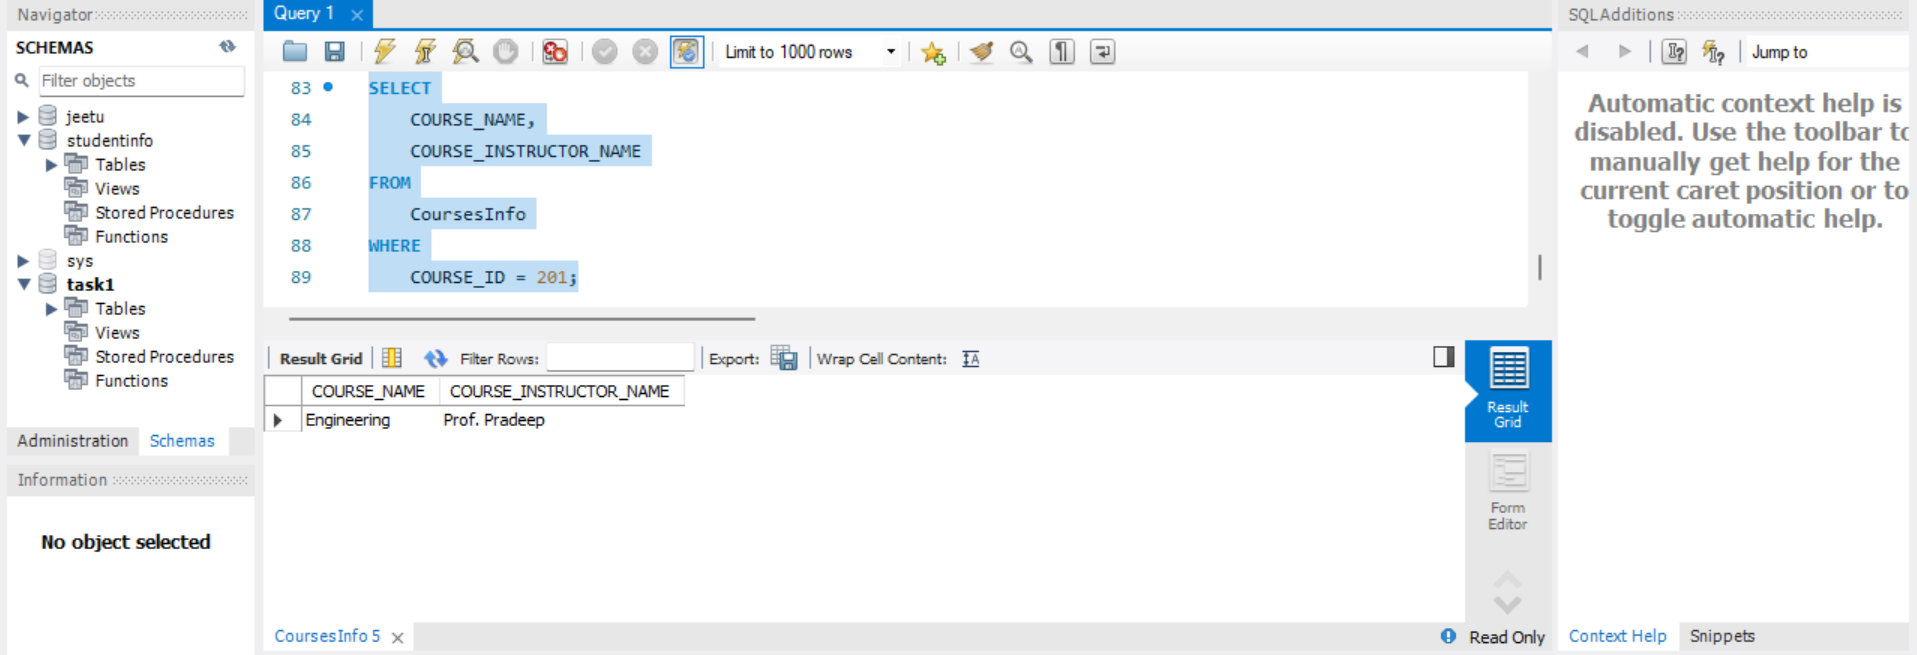 Navigator
SCHEMAS
Filter objects
jeetu
studentinfo
Tables
Views
Stored Procedures
Functions
sys
task1
Tables
Views
Stored Procedures
Functions
Administration Schemas
Information
No object selected
Query 1
Limit to 1000 rows
83 SELECT
84 COURSE_NAME,
85 COURSE_INSTRUCTOR_NAME
86 FROM
87 CoursesInfo
88 WHERE
89 COURSE_ID = 201;
Result Grid Filter Rows: Export: Wrap Cell Content:
COURSE_NAME COURSE_INSTRUCTOR_NAME
Engineering Prof. Pradeep
Result
Grid
Form
Editor
CoursesInfo 5
Read Only
SQLAdditions
Jump to
Automatic context help is
disabled. Use the toolbar to
manually get help for the
current caret position or to
toggle automatic help.
Context Help Snippets